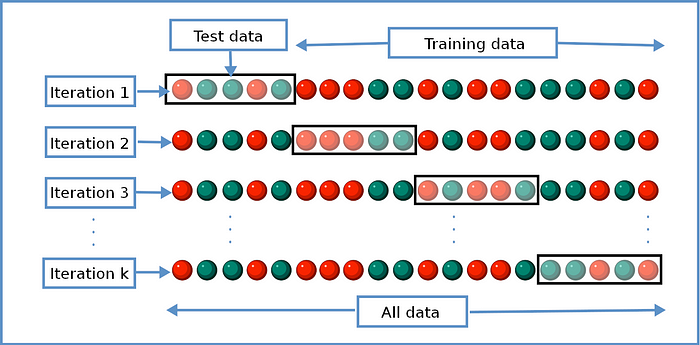 Test data
Training data
Iteration 1
Iteration 2
Iteration 3
Iteration k
All data